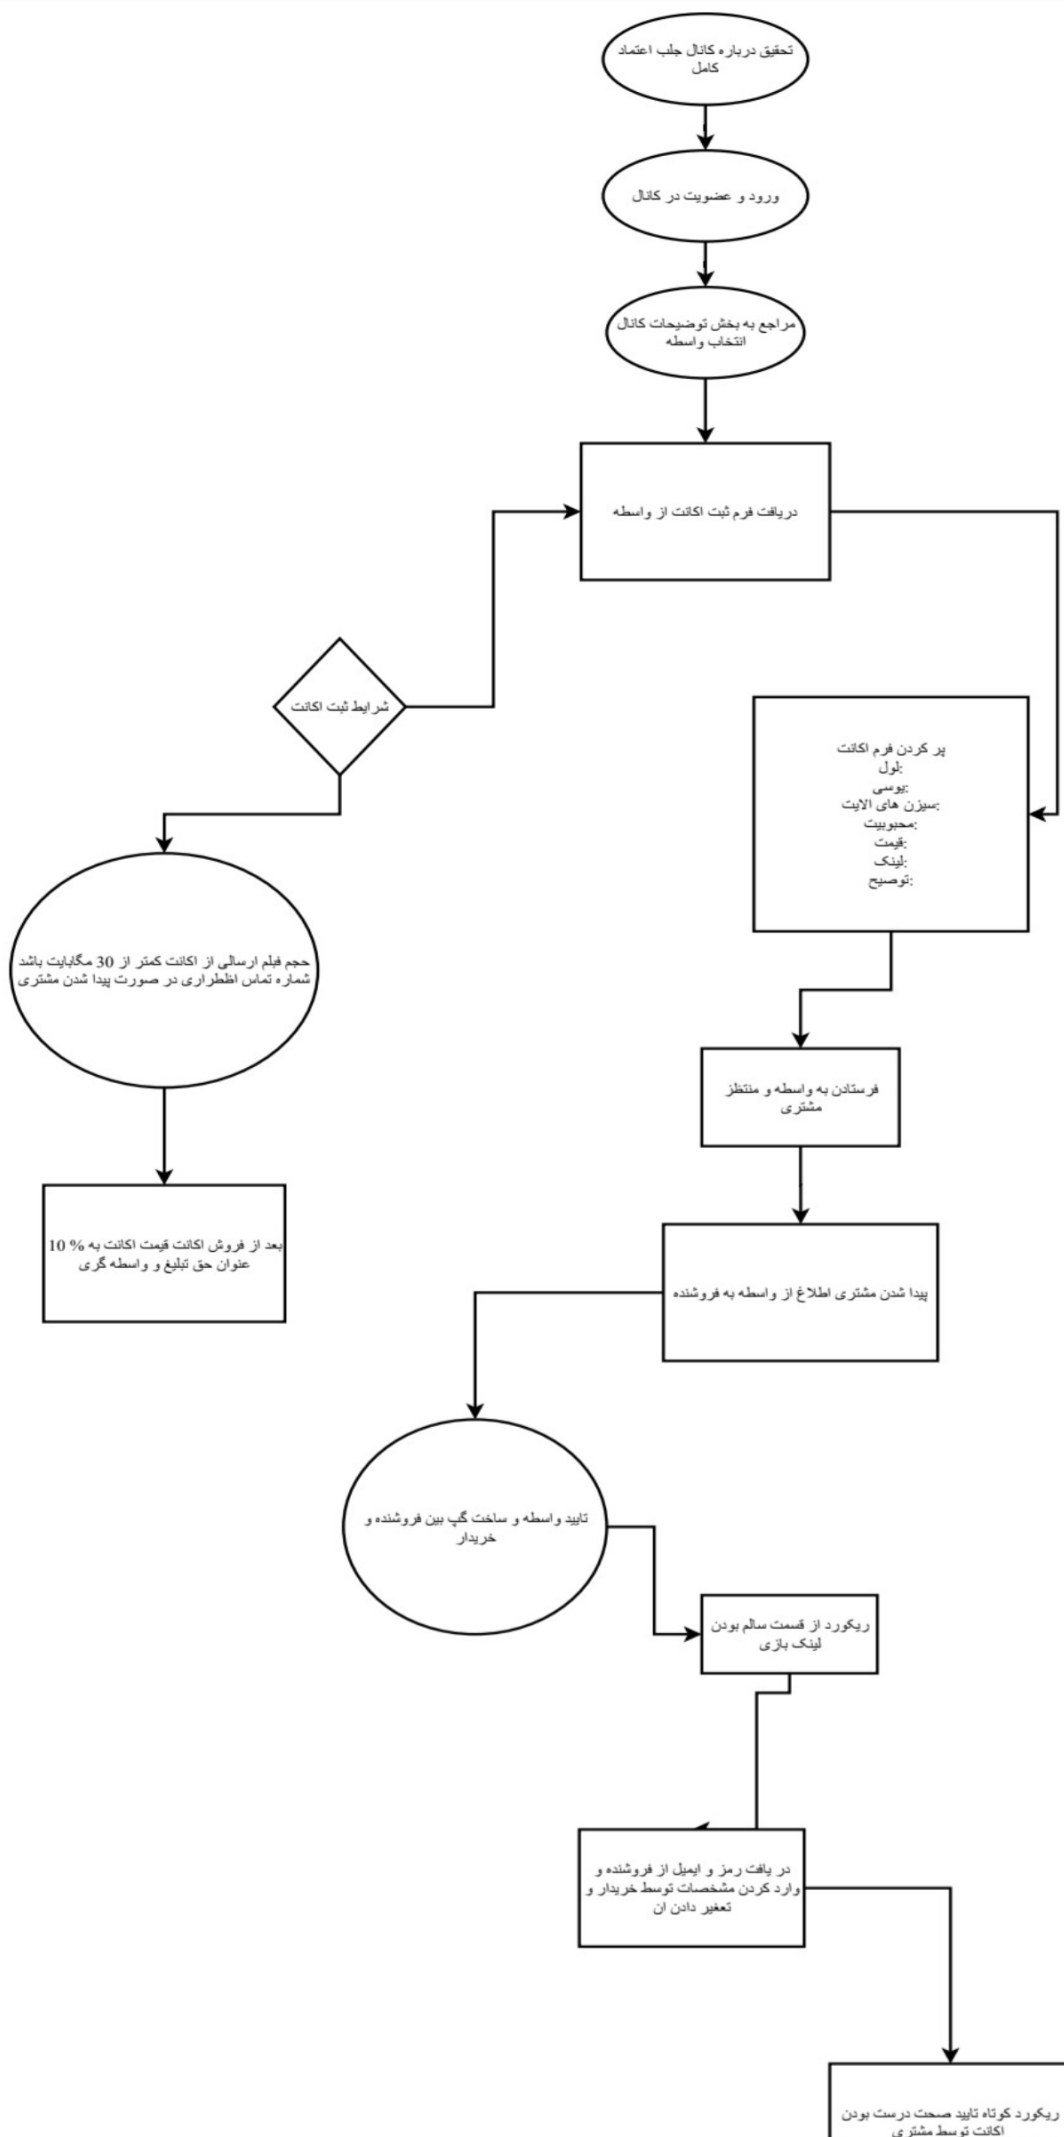 تحقیق درباره کانال جلب اعتماد
کامل
ورود و عضویت در کانال
مراجع به بخش توضیحات کانال
انتخاب واسطه
دریافت فرم ثبت اکانت از واسطه
شرایط ثبت اکانت
پر کردن فرم اکانت
لول:
یوسی:
سیزن های الایت:
محبوبیت:
قیمت:
لینک:
توصیح:
حجم فبلم ارسالی از اکانت کمتر از 30 مگابایت باشد
شماره تماس اظطراری در صورت پیدا شدن مشتری
فرستادن به واسطه و منتظز
مشتری
بعد از فروش اکانت قیمت اکانت به % 10
عنوان حق تبلیغ و واسطه گری
پیدا شدن مشتری اطلاغ از واسطه به فروشنده
تایید واسطه و ساخت گپ بین فروشنده و
خریدار
ریکورد از قسمت سالم بودن
لینک بازی
در یافت رمز و ایمیل از فروشنده و
وارد کردن مشخصات توسط خریدار و
تعغیر دادن ان
ریکورد کوتاه تایید صحت درست بودن
اکانت توسط مشتری